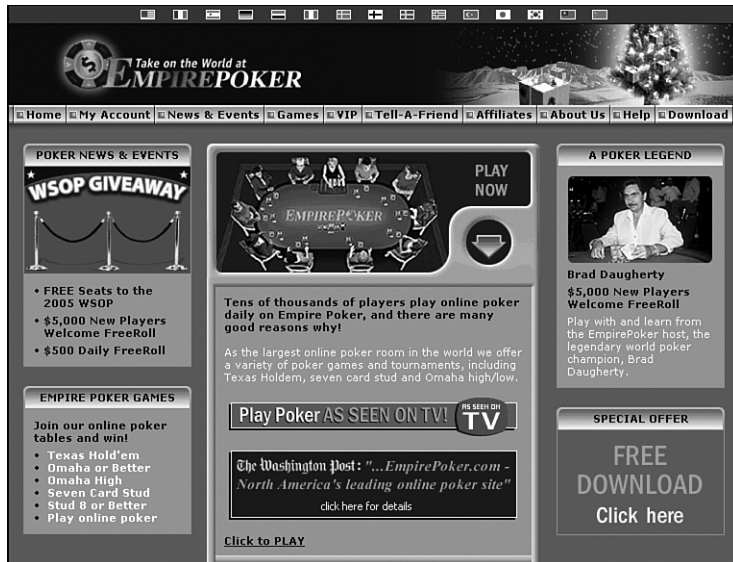 Take on the World at
EMPIREPOKER
Home My Account News & Events Games VIP Tell-A-Friend Affiliates About Us Help Download
POKER NEWS & EVENTS
WSOP GIVEAWAY
• FREE Seats to the
2005 WSOP
• $5,000 New Players
Welcome FreeRoll
• $500 Daily FreeRoll
EMPIRE POKER GAMES
Join our online poker
tables and win!
• Texas Hold'em
• Omaha or Better
• Omaha High
• Seven Card Stud
• Stud 8 or Better
• Play online poker
EMPIREPOKER
PLAY
NOW
Tens of thousands of players play online poker
daily on Empire Poker, and there are many
good reasons why!
As the largest online poker room in the world we offer
a variety of poker games and tournaments, including
Texas Holdem, seven card stud and Omaha high/low.
Play Poker AS SEEN ON TV!
AS SEEN ON
TV
The Washington Post: "...EmpirePoker.com -
North America's leading online poker site"
click here for details
Click to PLAY
A POKER LEGEND
Brad Daugherty
$5,000 New Players
Welcome FreeRoll
Play with and learn from
the EmpirePoker host, the
legendary world poker
champion, Brad
Daugherty.
SPECIAL OFFER
FREE
DOWNLOAD
Click here